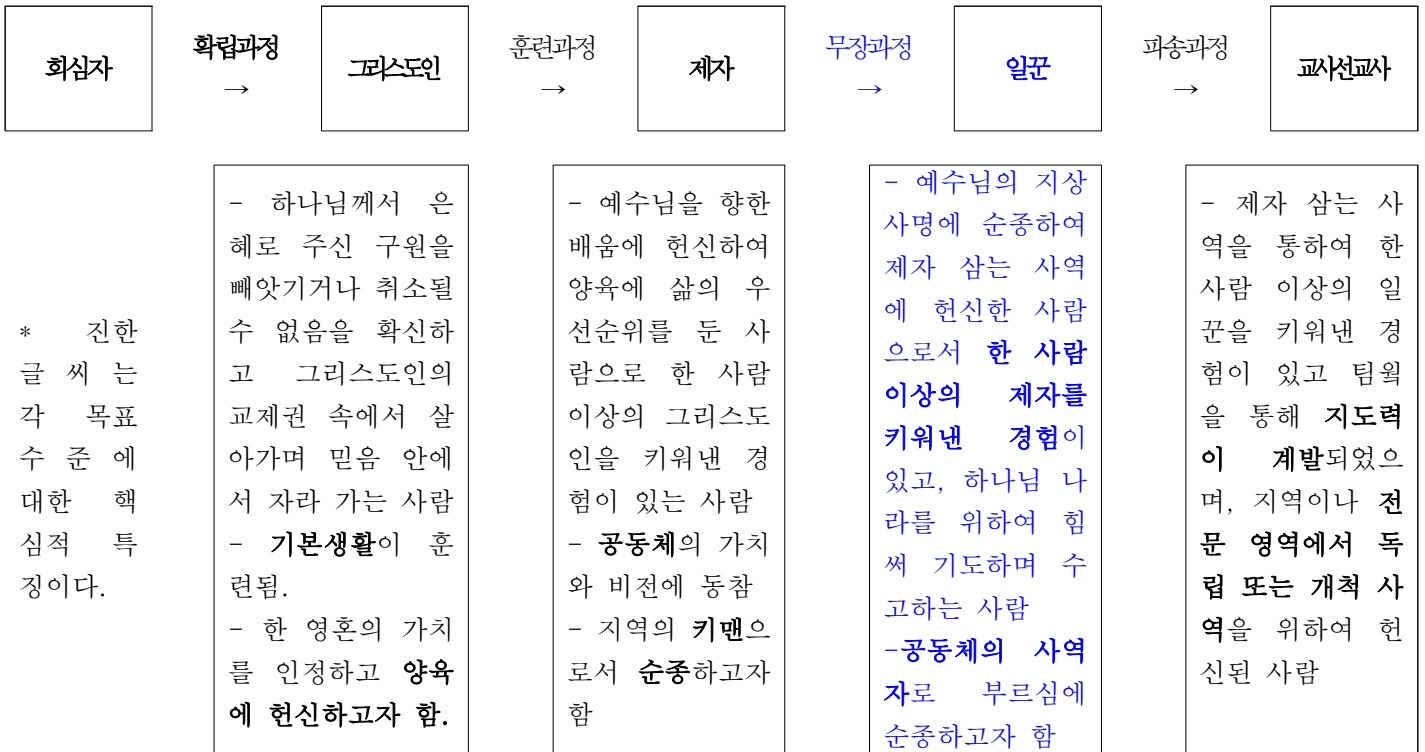 회심자
확립과정
→
그리스도인
훈련과정
→
제자
무장과정
→
일꾼
파송과정
→
교사선교사
* 진한
글 씨 는
각 목표
수 준 에
대한 핵
심적 특
징이다.
- 하나님께서 은
혜로 주신 구원을
빼앗기거나 취소될
수 없음을 확신하
고 그리스도인의
교제권 속에서 살
아가며 믿음 안에
서 자라 가는 사람
- 기본생활이 훈
련됨.
- 한 영혼의 가치
를 인정하고 양육
에 헌신하고자 함.
- 예수님을 향한
배움에 헌신하여
양육에 삶의 우
선순위를 둔 사
람으로 한 사람
이상의 그리스도
인을 키워낸 경
험이 있는 사람
- 공동체의 가치
와 비전에 동참
- 지역의 키맨으
로서 순종하고자
함
- 예수님의 지상
사명에 순종하여
제자 삼는 사역
에 헌신한 사람
으로서 한 사람
이상의 제자를
키워낸 경험이
있고, 하나님 나
라를 위하여 힘
써 기도하며 수
고하는 사람
-공동체의 사역
자로 부르심에
순종하고자 함
- 제자 삼는 사
역을 통하여 한
사람 이상의 일
꾼을 키워낸 경
험이 있고 팀웍
을 통해 지도력
이 계발되었으
며, 지역이나 전
문 영역에서 독
립 또는 개척 사
역을 위하여 헌
신된 사람